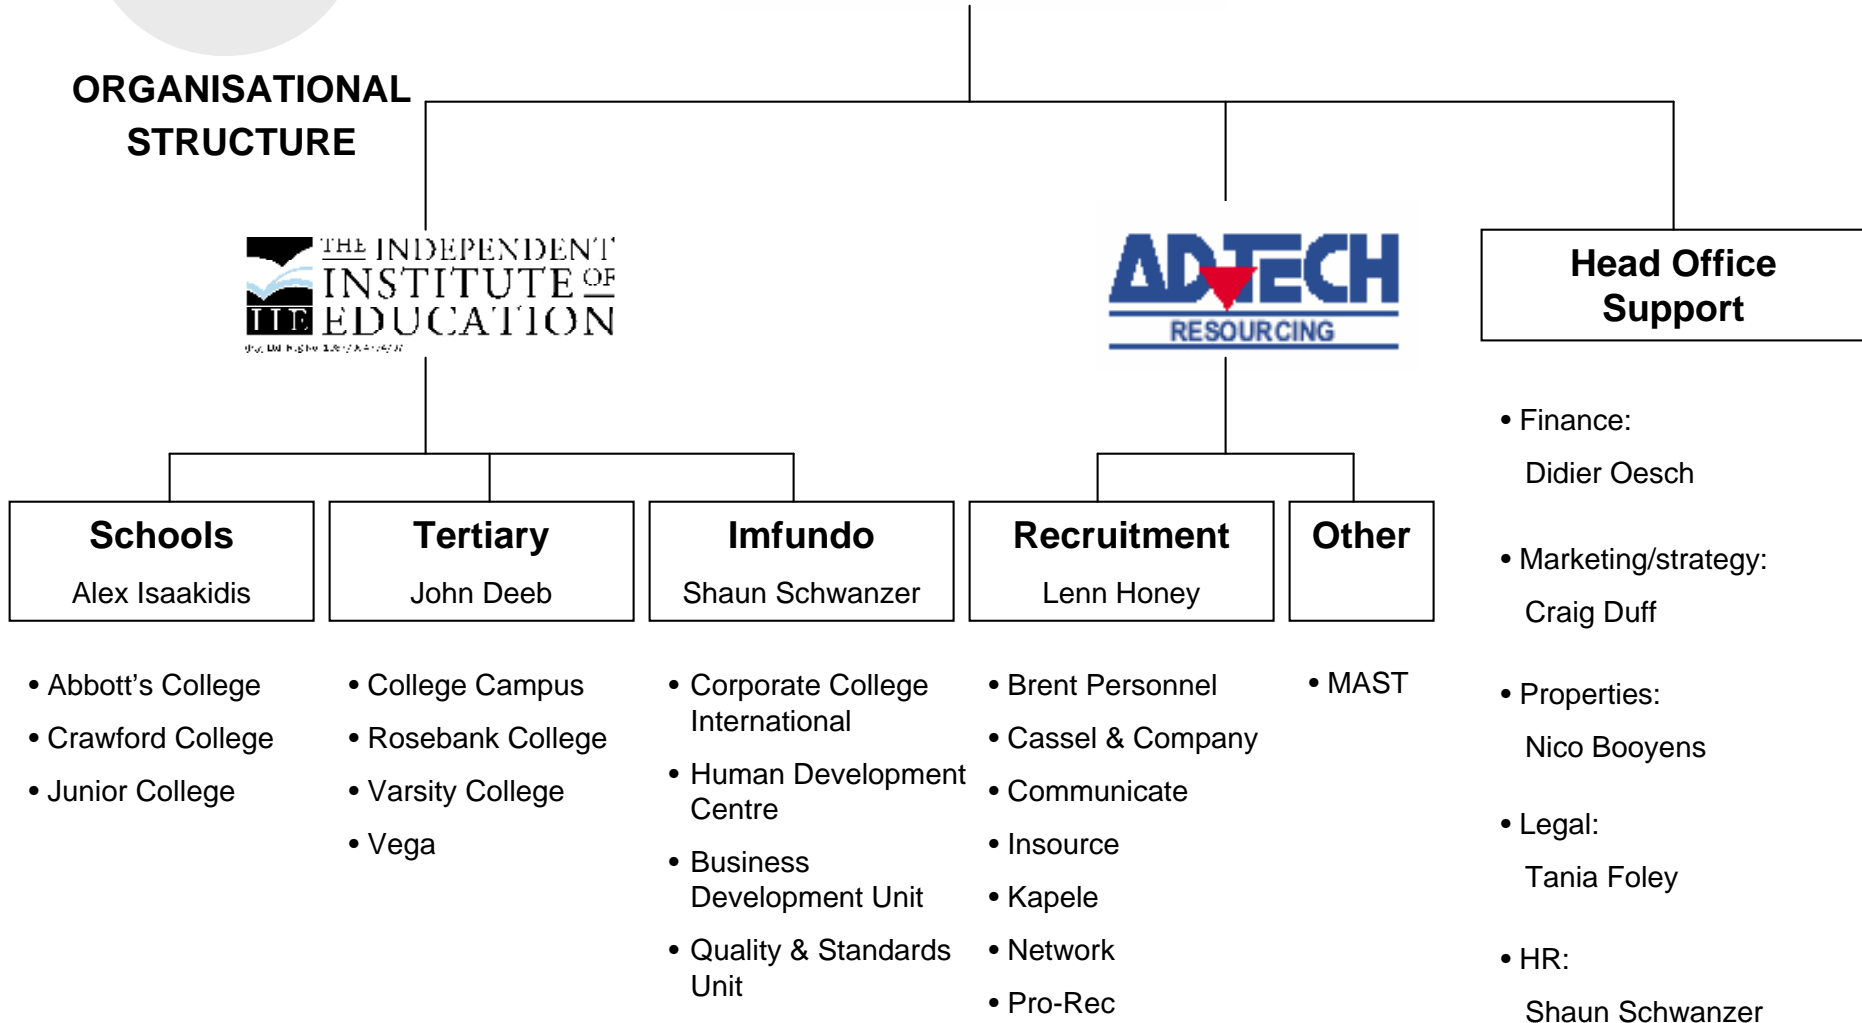 ORGANISATIONAL
STRUCTURE
THE INDEPENDENT
INSTITUTE OF
EDUCATION
IIE
ADTECH
RESOURCING
Head Office
Support
Schools
Alex Isaakidis
• Abbott’s College
• Crawford College
• Junior College
Tertiary
John Deeb
• College Campus
• Rosebank College
• Varsity College
• Vega
Imfundo
Shaun Schwanzer
• Corporate College
International
• Human Development
Centre
• Business
Development Unit
• Quality & Standards
Unit
Recruitment
Lenn Honey
• Brent Personnel
• Cassel & Company
• Communicate
• Insource
• Kapele
• Network
• Pro-Rec
Other
• MAST
• Finance:
Didier Oesch
• Marketing/strategy:
Craig Duff
• Properties:
Nico Booyens
• Legal:
Tania Foley
• HR:
Shaun Schwanzer